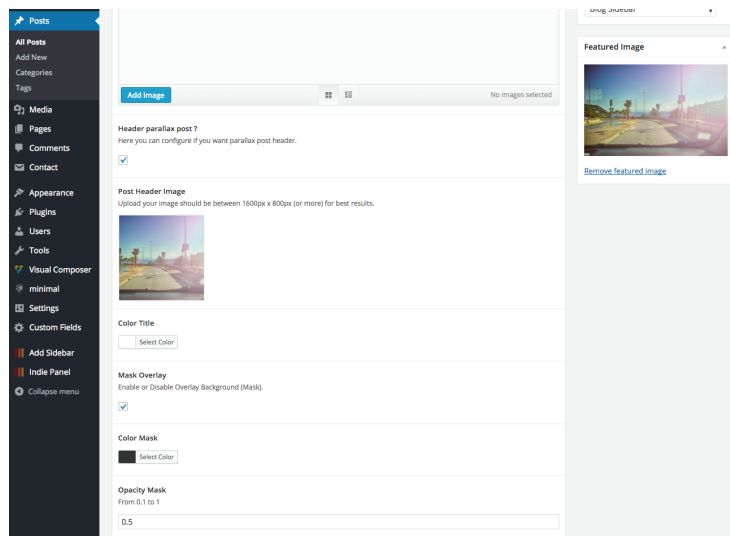 Posts
All Posts
Add New
Categories
Tags
Media
Pages
Comments
Contact
Appearance
Plugins
Users
Tools
Visual Composer
minimal
Settings
Custom Fields
Add Sidebar
Indie Panel
Collapse menu
Add Image
No images selected
Header parallax post ?
Here you can configure if you want parallax post header.
Post Header Image
Upload your image should be between 1600px x 800px (or more) for best results.
Color Title
Select Color
Mask Overlay
Enable or Disable Overlay Background (Mask).
Color Mask
Select Color
Opacity Mask
From 0.1 to 1
0.5
Blog Sidebar
Featured Image
Remove featured image